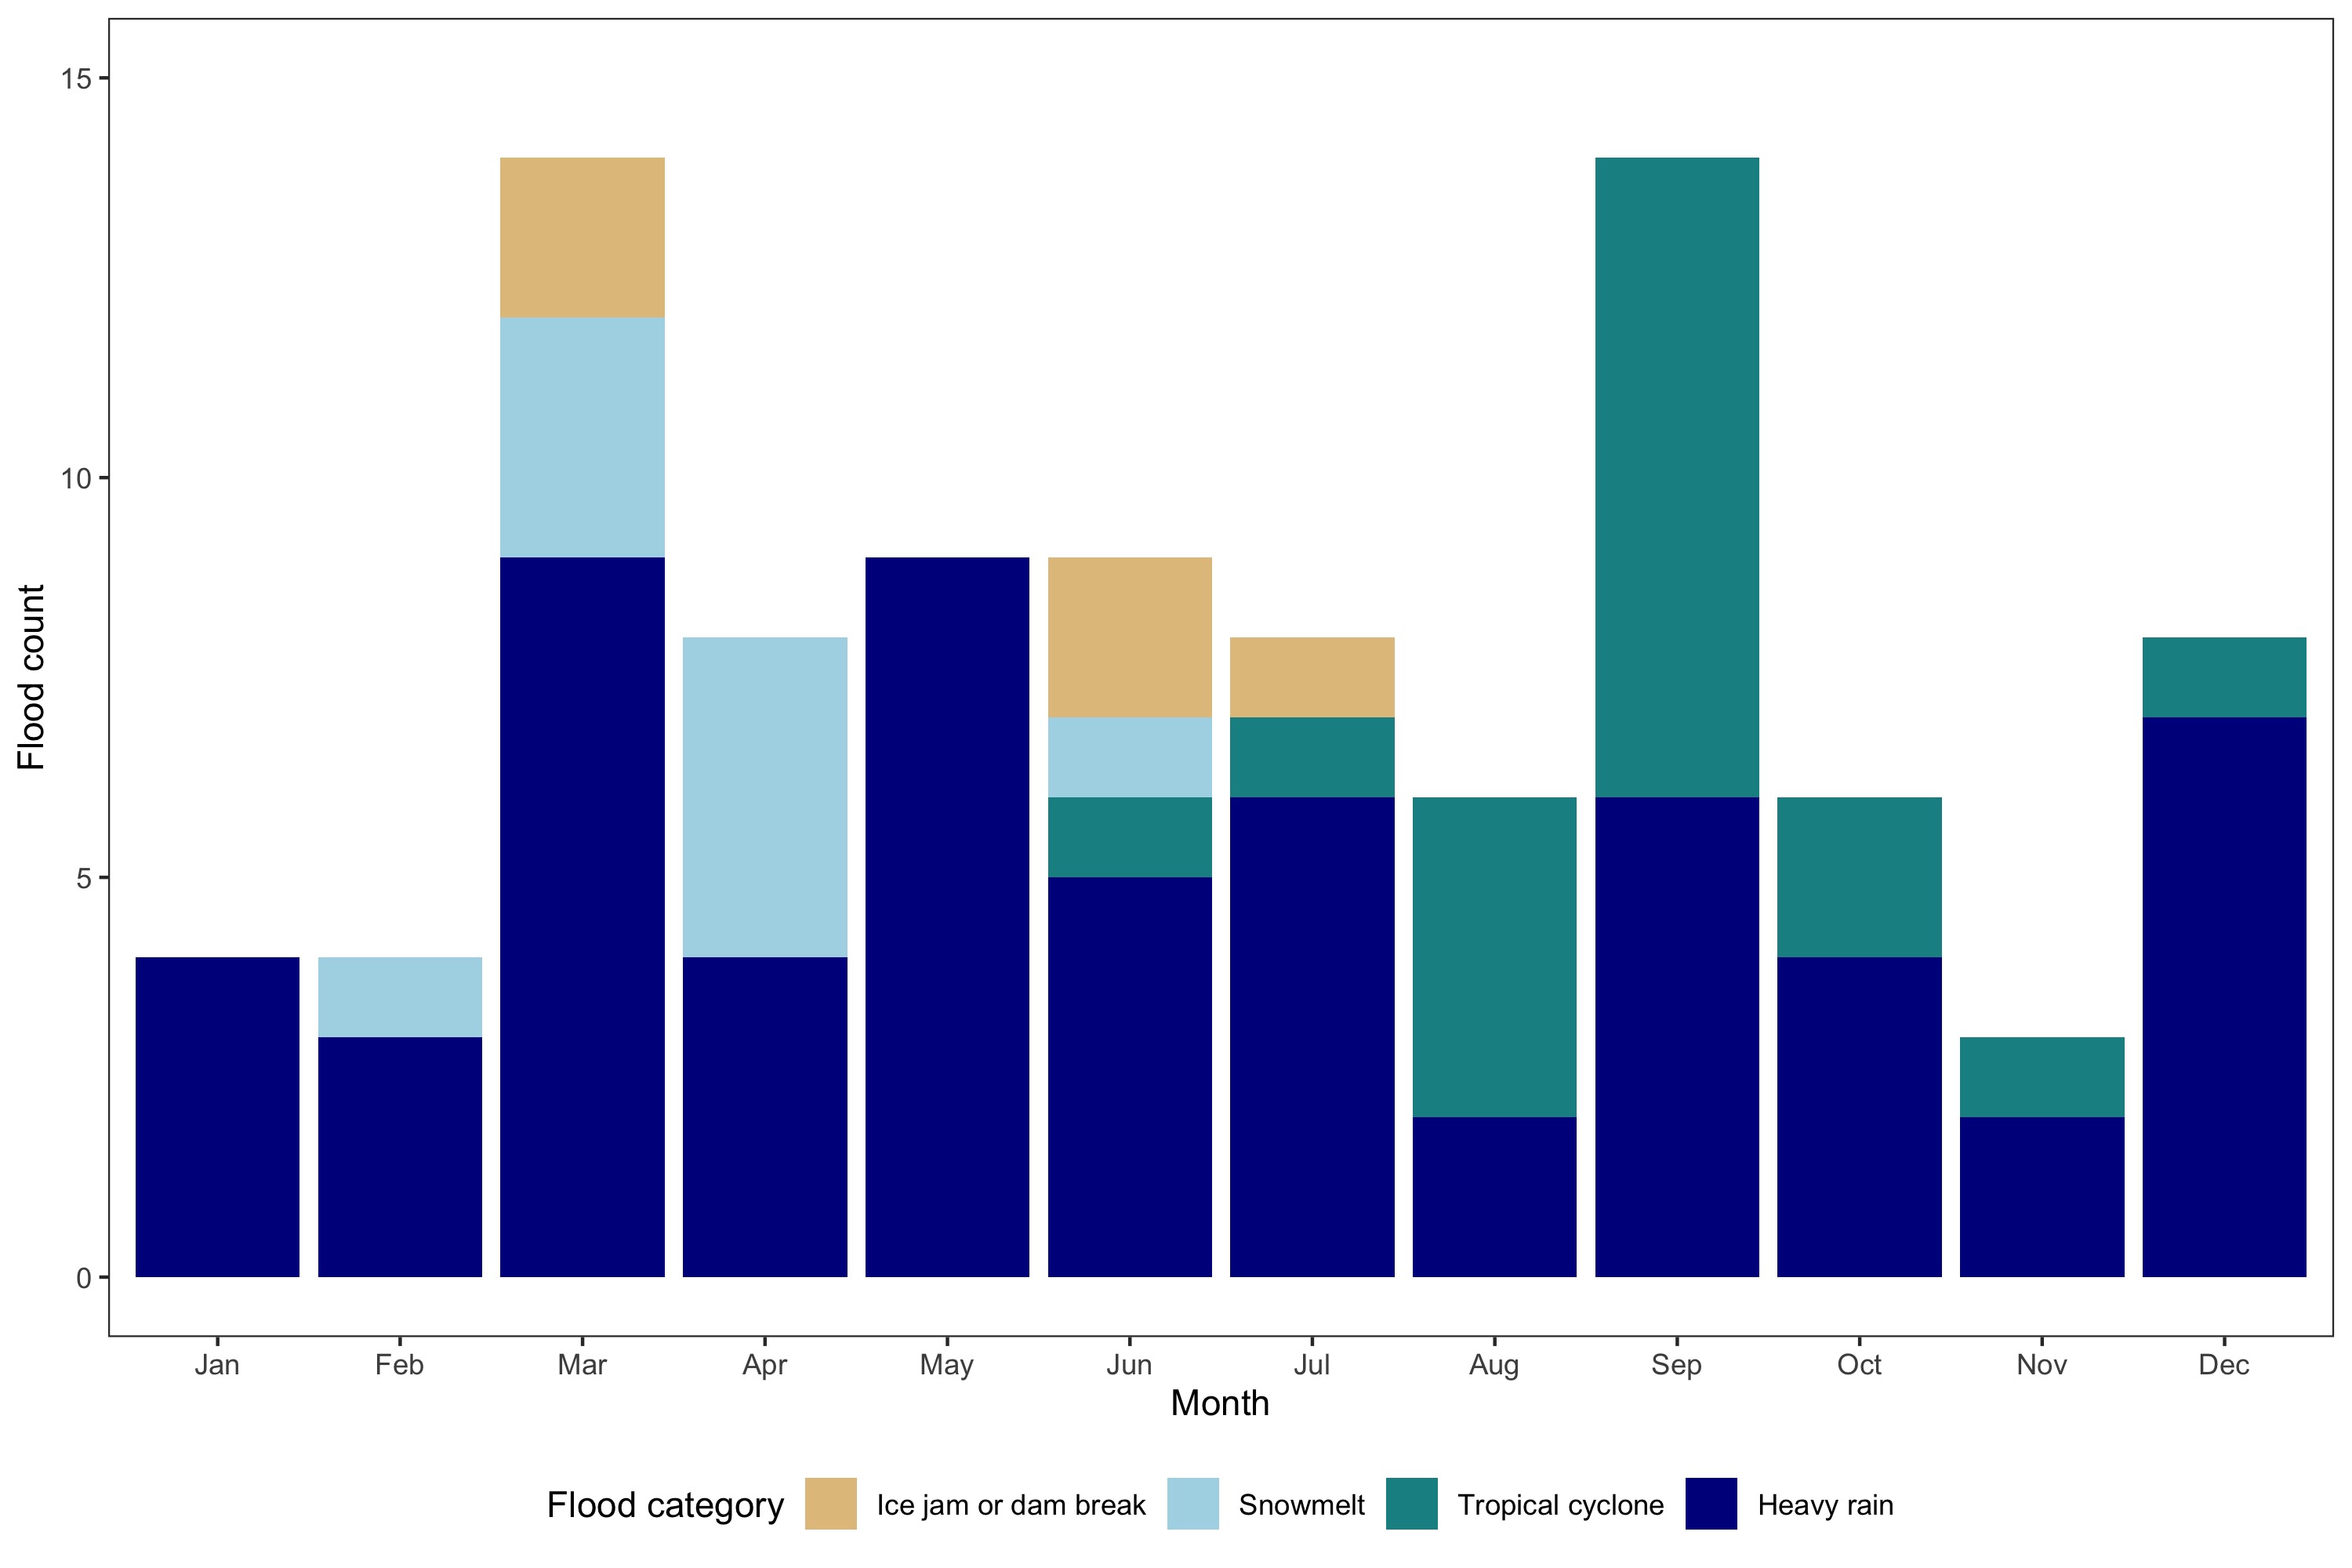 15
10
5
0
Flood count
Jan Feb Mar Apr May Jun Jul Aug Sep Oct Nov Dec
Month
Flood category Ice jam or dam break Snowmelt Tropical cyclone Heavy rain